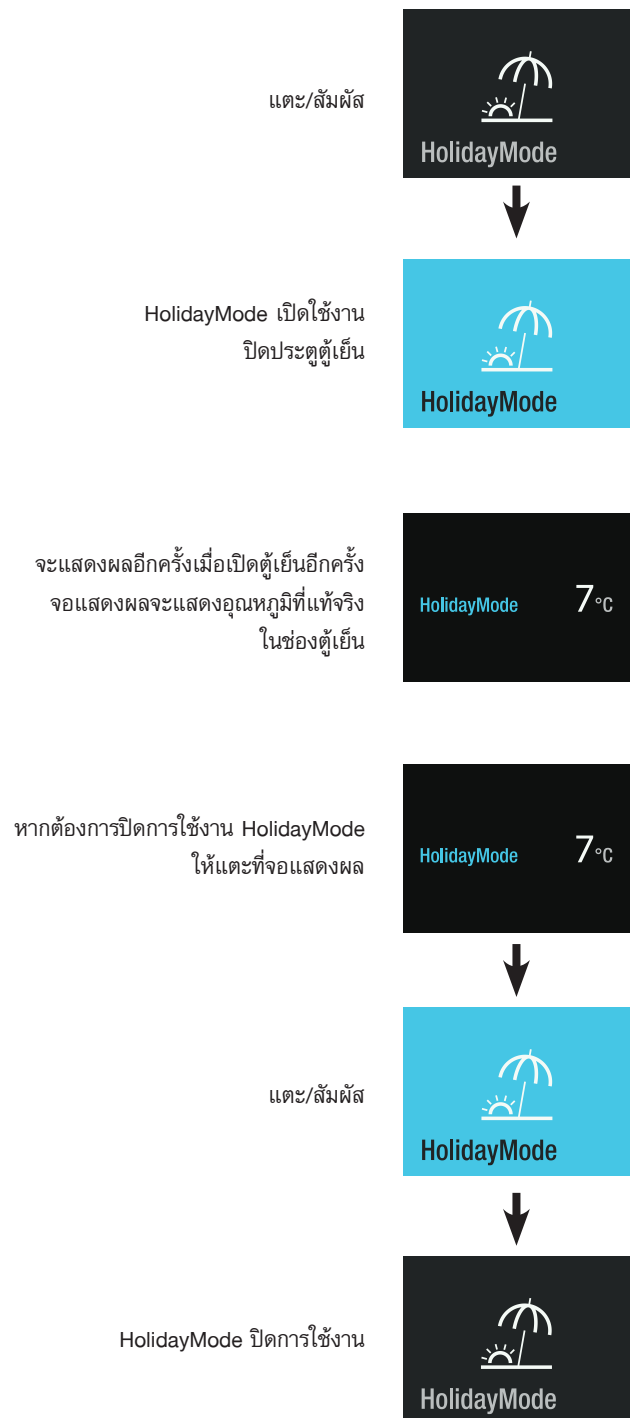 แตะ/สัมผัส
HolidayMode
HolidayMode เปิดใช้งาน
ปิดประตูตู้เย็น
HolidayMode
จะแสดงผลอีกครั้งเมื่อเปิดตู้เย็นอีกครั้ง
จอแสดงผลจะแสดงอุณหภูมิที่แท้จริง
ในช่องตู้เย็น
HolidayMode 7°C
หากต้องการปิดการใช้งาน HolidayMode
ให้แตะที่จอแสดงผล
HolidayMode 7°C
แตะ/สัมผัส
HolidayMode
HolidayMode ปิดการใช้งาน
HolidayMode